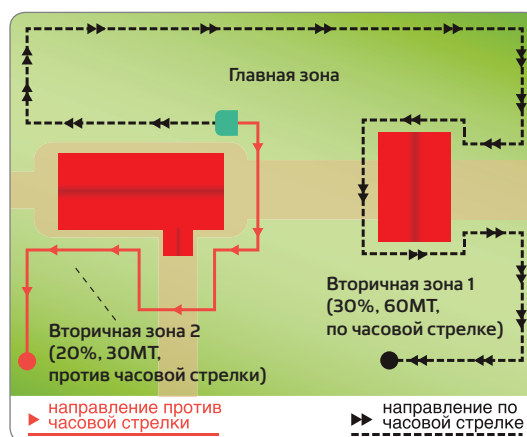 Главная зона
Вторичная зона 1
(30%, 60МТ,
по часовой стрелке)
Вторичная зона 2
(20%, 30МТ,
против часовой стрелки)
направление против
часовой стрелки
направление по
часовой стрелке